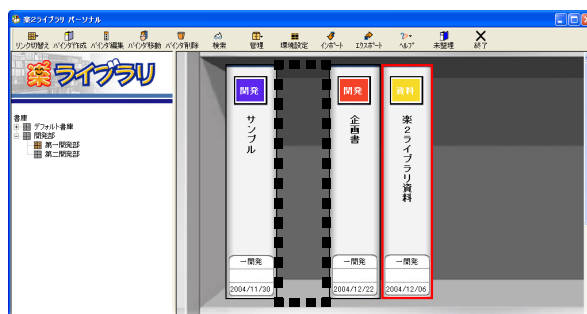 楽2ライブラリ パーソナル
リンク切替え バインダ作成 バインダ編集 バインダ移動 バインダ削除 検索 管理 環境設定 インポート エクスポート ヘルプ 未整理 終了
楽ライブラリ
書庫
デフォルト書庫
開発部
第一開発部
第二開発部
開発
サンプル
一開発
2004/11/30
開発
企画書
一開発
2004/12/22
資料
楽2ライブラリ資料
一開発
2004/12/06